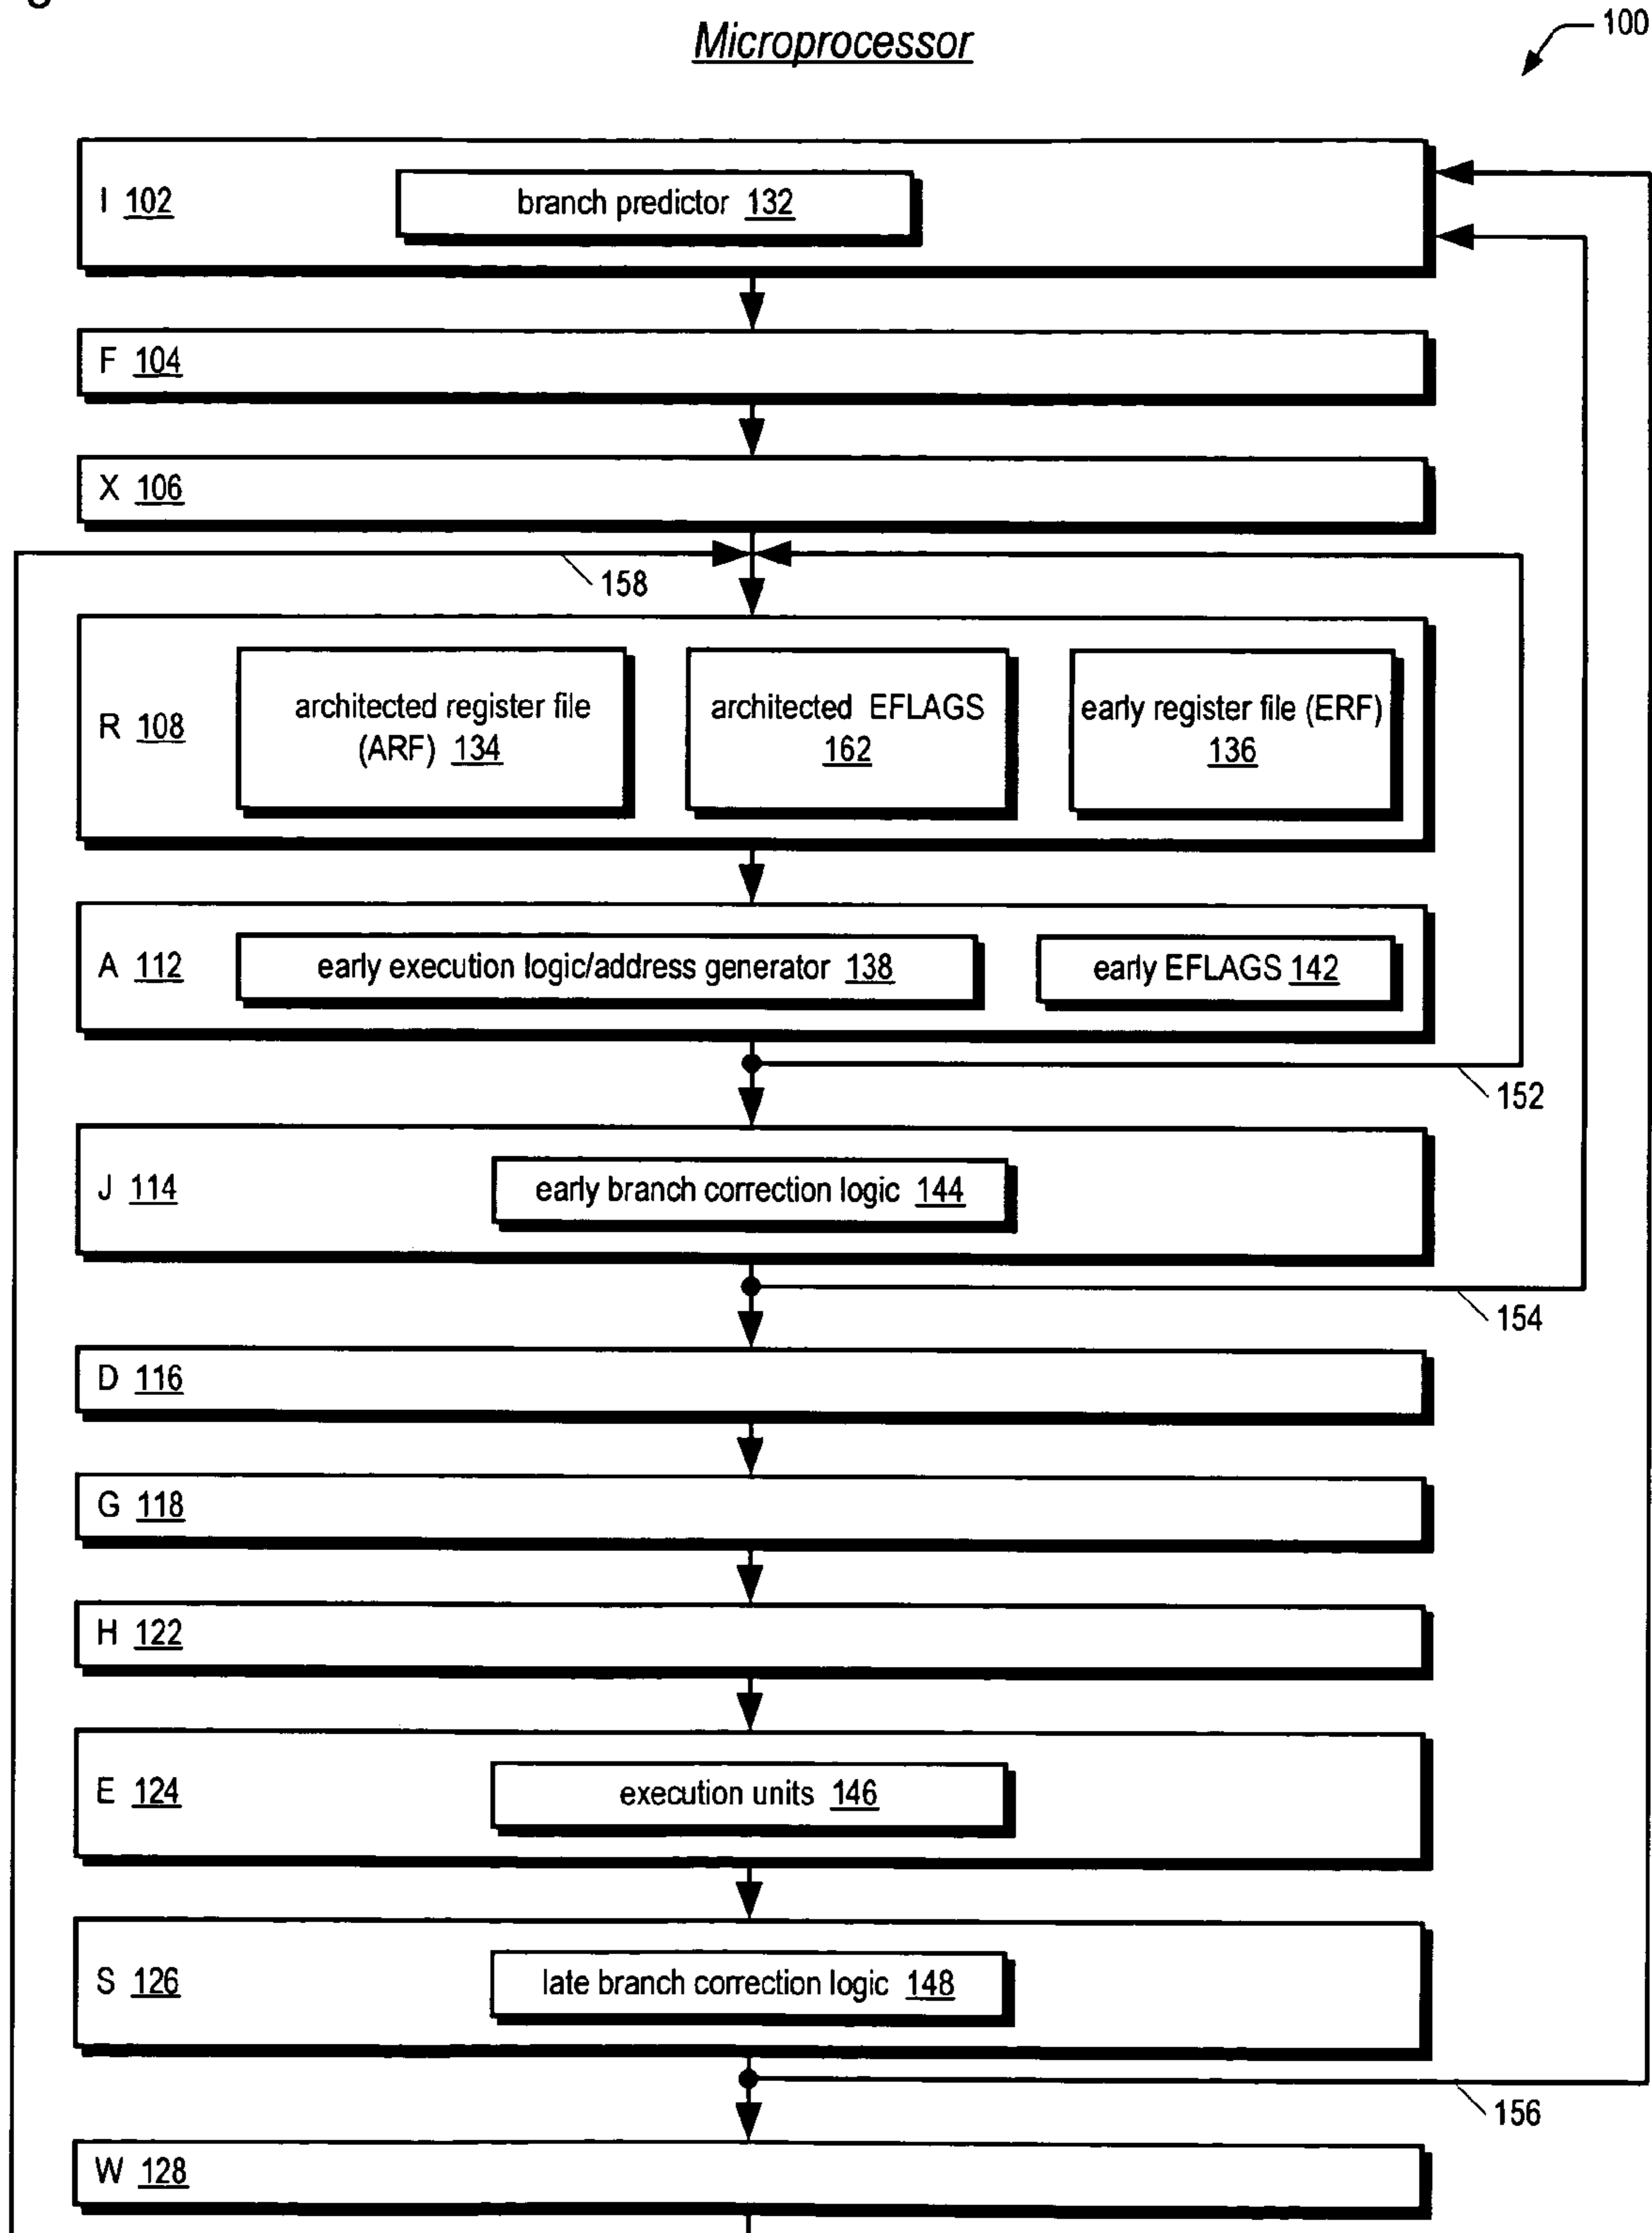 Microprocessor
100
I 102
branch predictor 132
F 104
X 106
158
R 108
architected register file
(ARF) 134
architected EFLAGS
162
early register file (ERF)
136
A 112
early execution logic/address generator 138
early EFLAGS 142
152
J 114
early branch correction logic 144
154
D 116
G 118
H 122
E 124
execution units 146
S 126
late branch correction logic 148
156
W 128